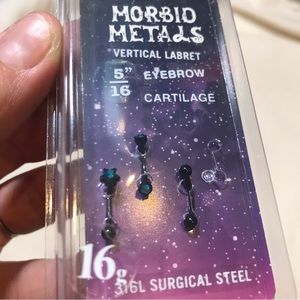 MORBID
METALS
VERTICAL LABRET
5"
16
EYEBROW
CARTILAGE
16g
316L SURGICAL STEEL